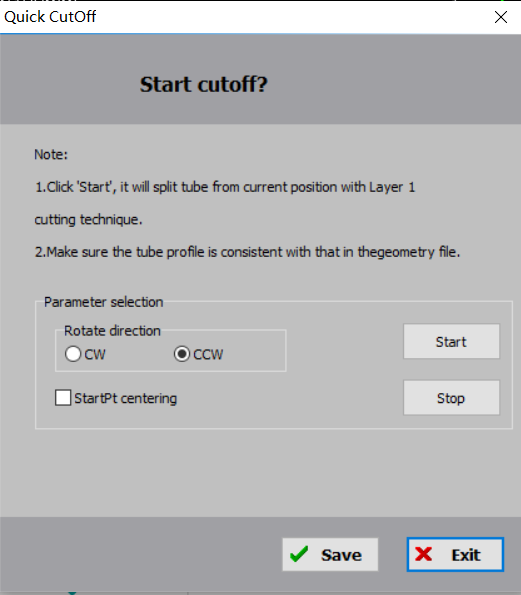 Quick CutOff
Start cutoff?
Note:
1.Click 'Start', it will split tube from current position with Layer 1
cutting technique.
2.Make sure the tube profile is consistent with that in thegeometry file.
Parameter selection
Rotate direction
CW
CCW
Start
StartPt centering
Stop
Save
Exit